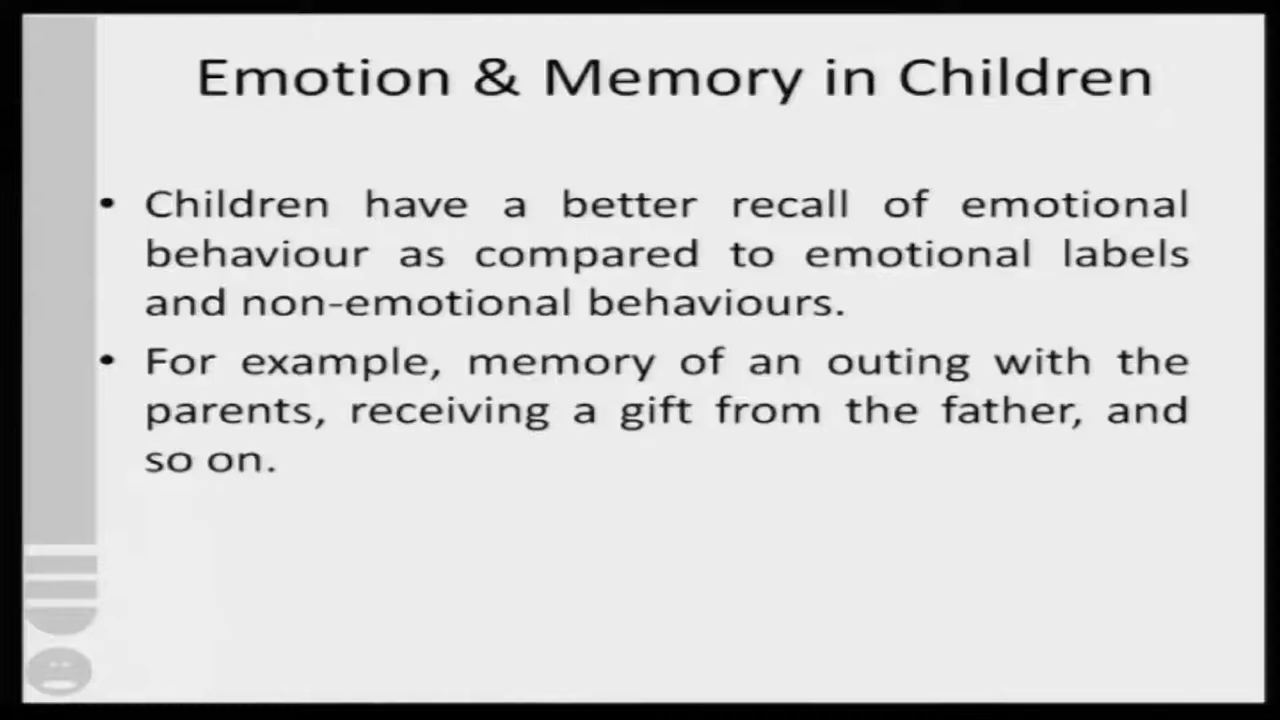 Emotion & Memory in Children
• Children have a better recall of emotional
behaviour as compared to emotional labels
and non-emotional behaviours.
• For example, memory of an outing with the
parents, receiving a gift from the father, and
so on.